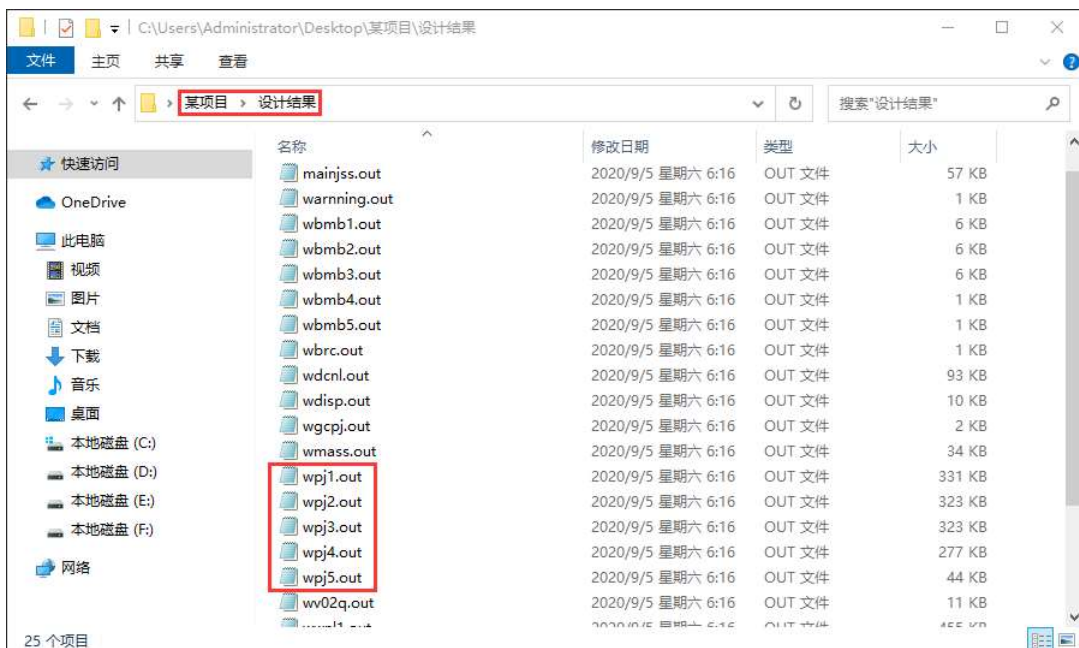 C:\Users\Administrator\Desktop\某项目\设计结果
文件 主页 共享 查看
某项目 > 设计结果 搜索"设计结果"
名称 修改日期 类型 大小
快速访问
OneDrive
此电脑
视频
图片
文档
下载
音乐
桌面
本地磁盘 (C:)
本地磁盘 (D:)
本地磁盘 (E:)
本地磁盘 (F:)
网络
mainjss.out 2020/9/5 星期六 6:16 OUT 文件 57 KB
warnning.out 2020/9/5 星期六 6:16 OUT 文件 1 KB
wbmb1.out 2020/9/5 星期六 6:16 OUT 文件 6 KB
wbmb2.out 2020/9/5 星期六 6:16 OUT 文件 6 KB
wbmb3.out 2020/9/5 星期六 6:16 OUT 文件 6 KB
wbmb4.out 2020/9/5 星期六 6:16 OUT 文件 1 KB
wbmb5.out 2020/9/5 星期六 6:16 OUT 文件 1 KB
wbrc.out 2020/9/5 星期六 6:16 OUT 文件 1 KB
wdcnl.out 2020/9/5 星期六 6:16 OUT 文件 93 KB
wdisp.out 2020/9/5 星期六 6:16 OUT 文件 10 KB
wgcpj.out 2020/9/5 星期六 6:16 OUT 文件 2 KB
wmass.out 2020/9/5 星期六 6:16 OUT 文件 34 KB
wpj1.out 2020/9/5 星期六 6:16 OUT 文件 331 KB
wpj2.out 2020/9/5 星期六 6:16 OUT 文件 323 KB
wpj3.out 2020/9/5 星期六 6:16 OUT 文件 323 KB
wpj4.out 2020/9/5 星期六 6:16 OUT 文件 277 KB
wpj5.out 2020/9/5 星期六 6:16 OUT 文件 44 KB
wv02q.out 2020/9/5 星期六 6:16 OUT 文件 11 KB
25 个项目